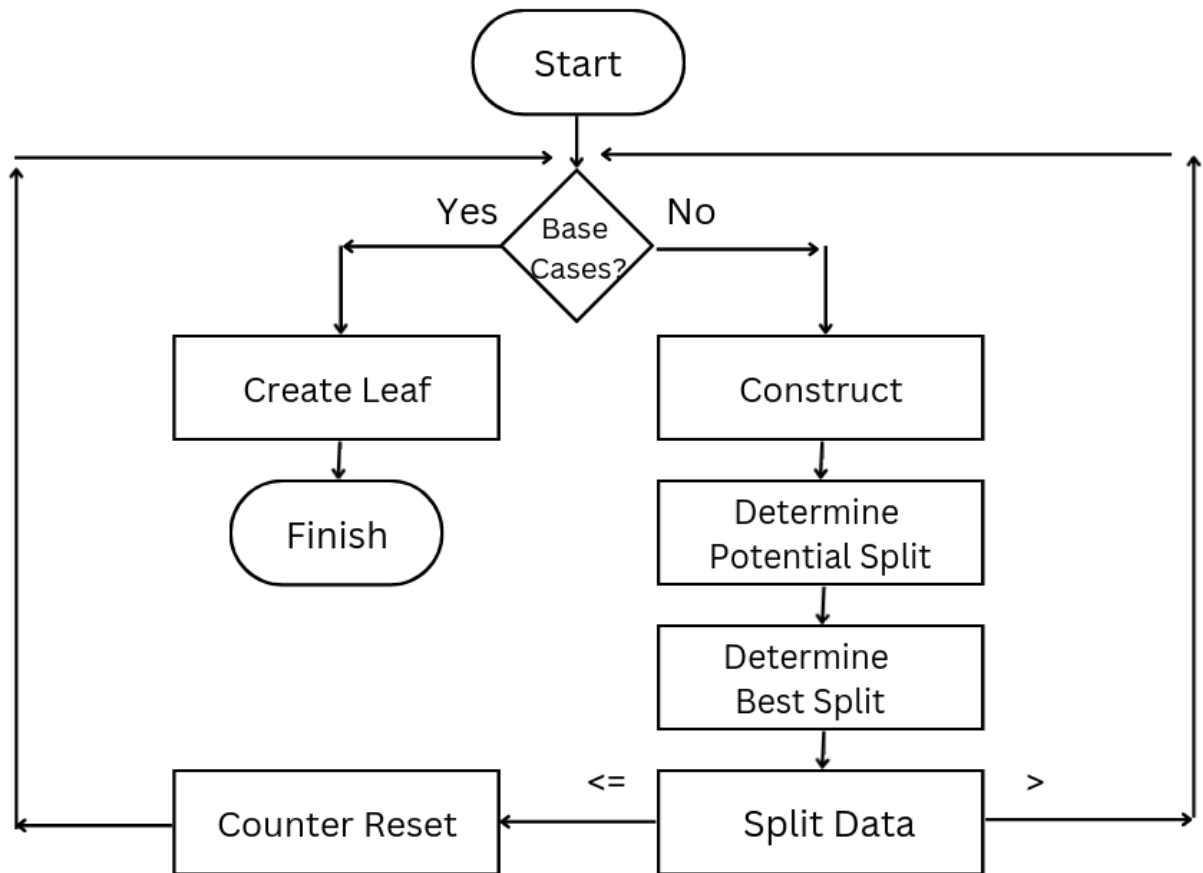 Start
Yes
No
Base
Cases?
Create Leaf
Construct
Finish
Determine
Potential Split
Determine
Best Split
<=
>
Counter Reset
Split Data